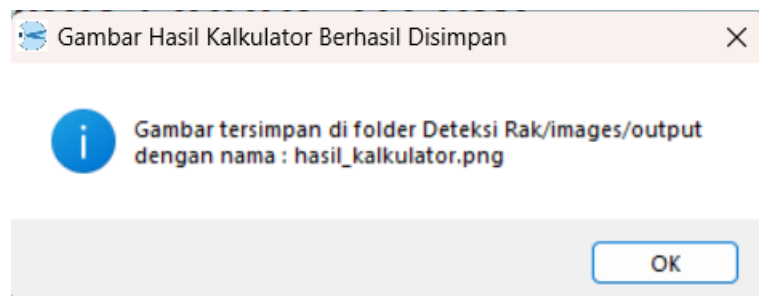 Gambar Hasil Kalkulator Berhasil Disimpan
Gambar tersimpan di folder Deteksi Rak/images/output
dengan nama : hasil_kalkulator.png
OK